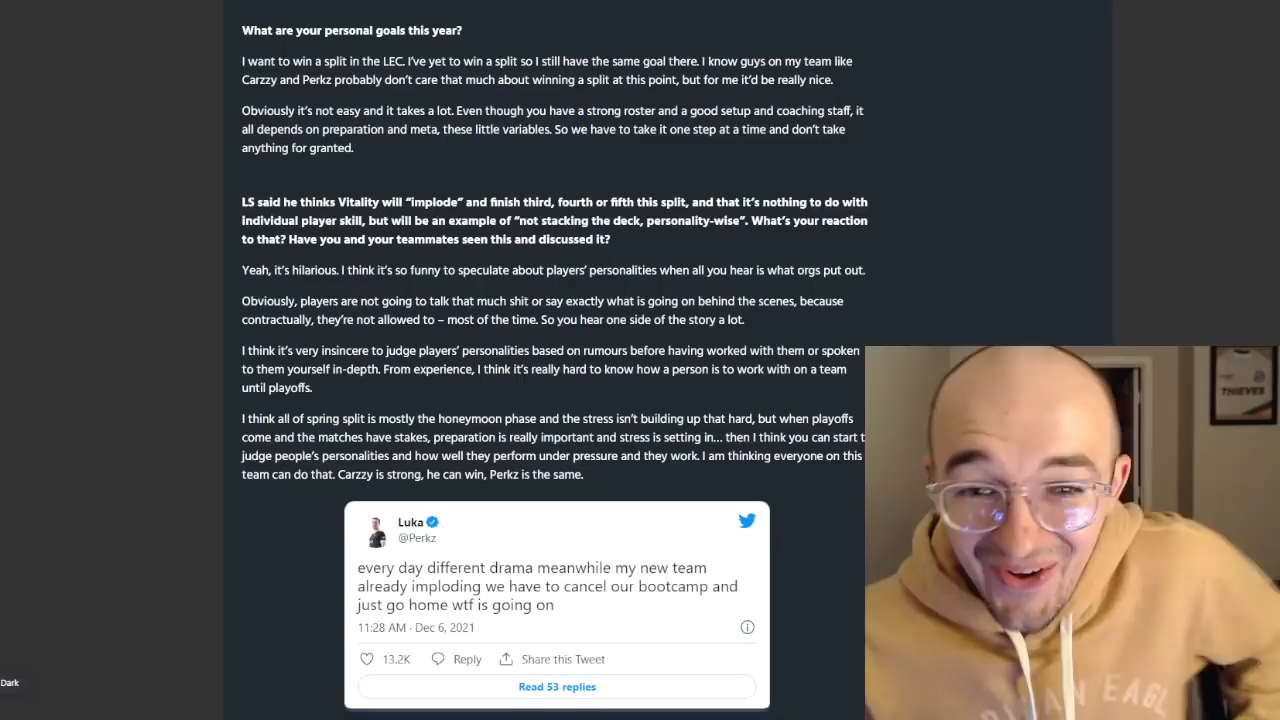 What are your personal goals this year?
I want to win a split in the LEC. I've yet to win a split so I still have the same goal there. I know guys on my team like
Carzzy and Perkz probably don't care that much about winning a split at this point, but for me it'd be really nice.
Obviously it's not easy and it takes a lot. Even though you have a strong roster and a good setup and coaching staff, it
all depends on preparation and meta, these little variables. So we have to take it one step at a time and don't take
anything for granted.
LS said he thinks Vitality will “implode” and finish third, fourth or fifth this split, and that it's nothing to do with
individual player skill, but will be an example of “not stacking the deck, personality-wise”. What's your reaction
to that? Have you and your teammates seen this and discussed it?
Yeah, it's hilarious. I think it's so funny to speculate about players' personalities when all you hear is what orgs put out.
Obviously, players are not going to talk that much shit or say exactly what is going on behind the scenes, because
contractually, they're not allowed to – most of the time. So you hear one side of the story a lot.
I think it's very insincere to judge players' personalities based on rumours before having worked with them or spoken
to them yourself in-depth. From experience, I think it's really hard to know how a person is to work with on a team
until playoffs.
I think all of spring split is mostly the honeymoon phase and the stress isn't building up that hard, but when playoffs
come and the matches have stakes, preparation is really important and stress is setting in... then I think you can start t
judge people's personalities and how well they perform under pressure and they work. I am thinking everyone on this
team can do that. Carzzy is strong, he can win, Perkz is the same.
Luka
@Perkz
every day different drama meanwhile my new team
already imploding we have to cancel our bootcamp and
just go home wtf is going on
11:28 AM · Dec 6, 2021
13.2K Reply Share this Tweet
Read 53 replies
Dark
THIEVES
EAGL